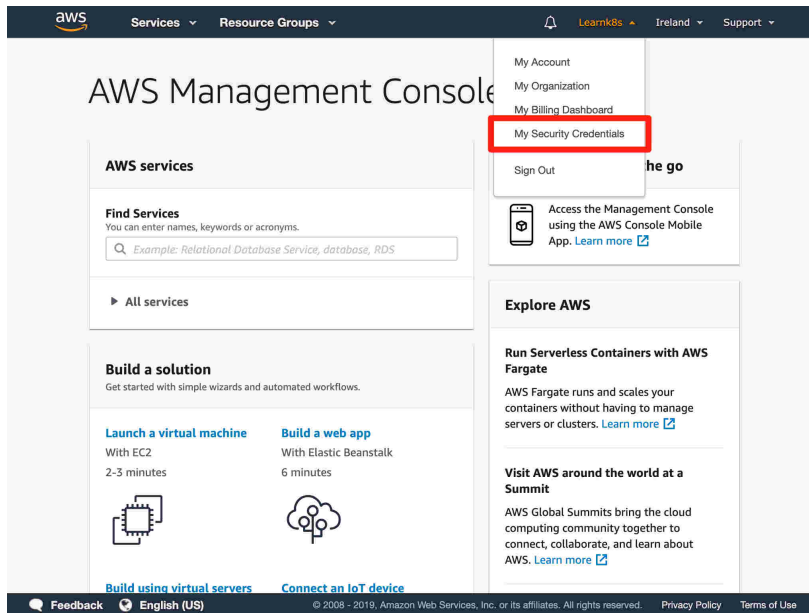 aws Services Resource Groups Learnk8s Ireland Support
My Account
My Organization
My Billing Dashboard
My Security Credentials
Sign Out
AWS Management Console
AWS services
Find Services
You can enter names, keywords or acronyms.
Example: Relational Database Service, database, RDS
All services
Build a solution
Get started with simple wizards and automated workflows.
Launch a virtual machine
With EC2
2-3 minutes
Build a web app
With Elastic Beanstalk
6 minutes
Build using virtual servers
Connect an IoT device
he go
Access the Management Console
using the AWS Console Mobile
App. Learn more
Explore AWS
Run Serverless Containers with AWS
Fargate
AWS Fargate runs and scales your
containers without having to manage
servers or clusters. Learn more
Visit AWS around the world at a
Summit
AWS Global Summits bring the cloud
computing community together to
connect, collaborate, and learn about
AWS. Learn more
Feedback English (US) © 2008 - 2019, Amazon Web Services, Inc. or its affiliates. All rights reserved. Privacy Policy Terms of Use